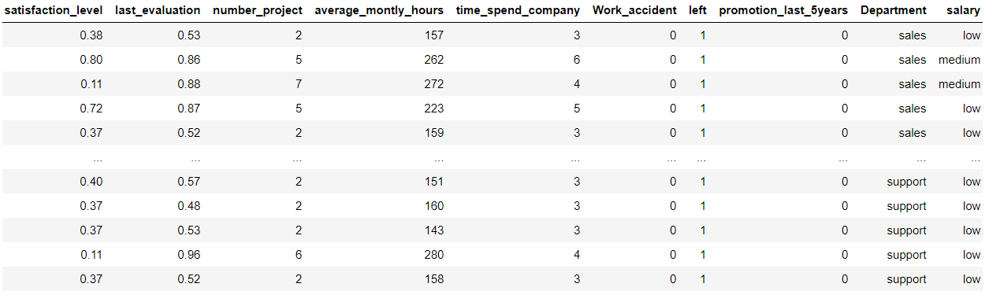 satisfaction_level last_evaluation number_project average_montly_hours time_spend_company Work_accident left promotion_last_5years Department salary
0.38 0.53 2 157 3 0 1 0 sales low
0.80 0.86 5 262 6 0 1 0 sales medium
0.11 0.88 7 272 4 0 1 0 sales medium
0.72 0.87 5 223 5 0 1 0 sales low
0.37 0.52 2 159 3 0 1 0 sales low
... ... ... ... ... ... ... ... ... ...
0.40 0.57 2 151 3 0 1 0 support low
0.37 0.48 2 160 3 0 1 0 support low
0.37 0.53 2 143 3 0 1 0 support low
0.11 0.96 6 280 4 0 1 0 support low
0.37 0.52 2 158 3 0 1 0 support low